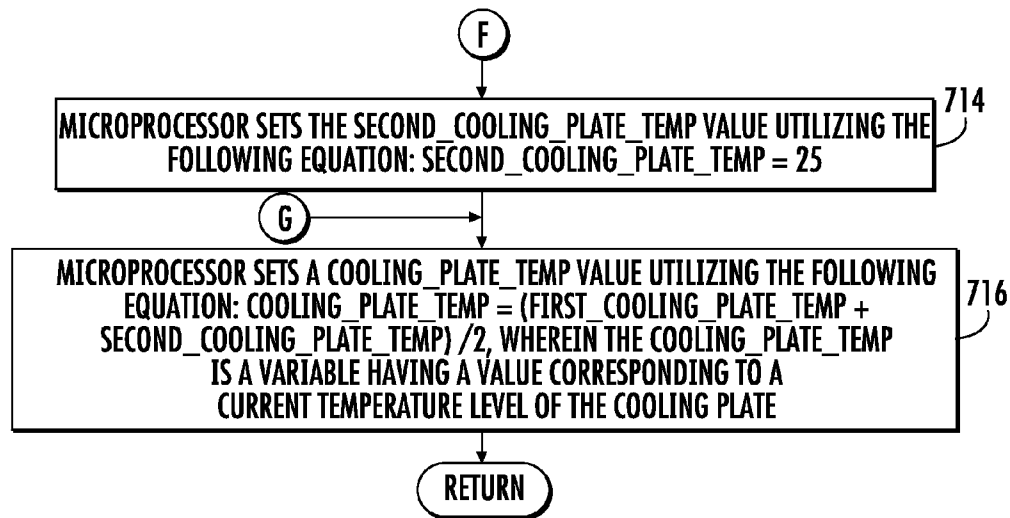 F
MICROPROCESSOR SETS THE SECOND_COOLING_PLATE_TEMP VALUE UTILIZING THE
FOLLOWING EQUATION: SECOND_COOLING_PLATE_TEMP = 25
714
G
MICROPROCESSOR SETS A COOLING_PLATE_TEMP VALUE UTILIZING THE FOLLOWING
EQUATION: COOLING_PLATE_TEMP = (FIRST_COOLING_PLATE_TEMP +
SECOND_COOLING_PLATE_TEMP) /2, WHEREIN THE COOLING_PLATE_TEMP
IS A VARIABLE HAVING A VALUE CORRESPONDING TO A
CURRENT TEMPERATURE LEVEL OF THE COOLING PLATE
716
RETURN